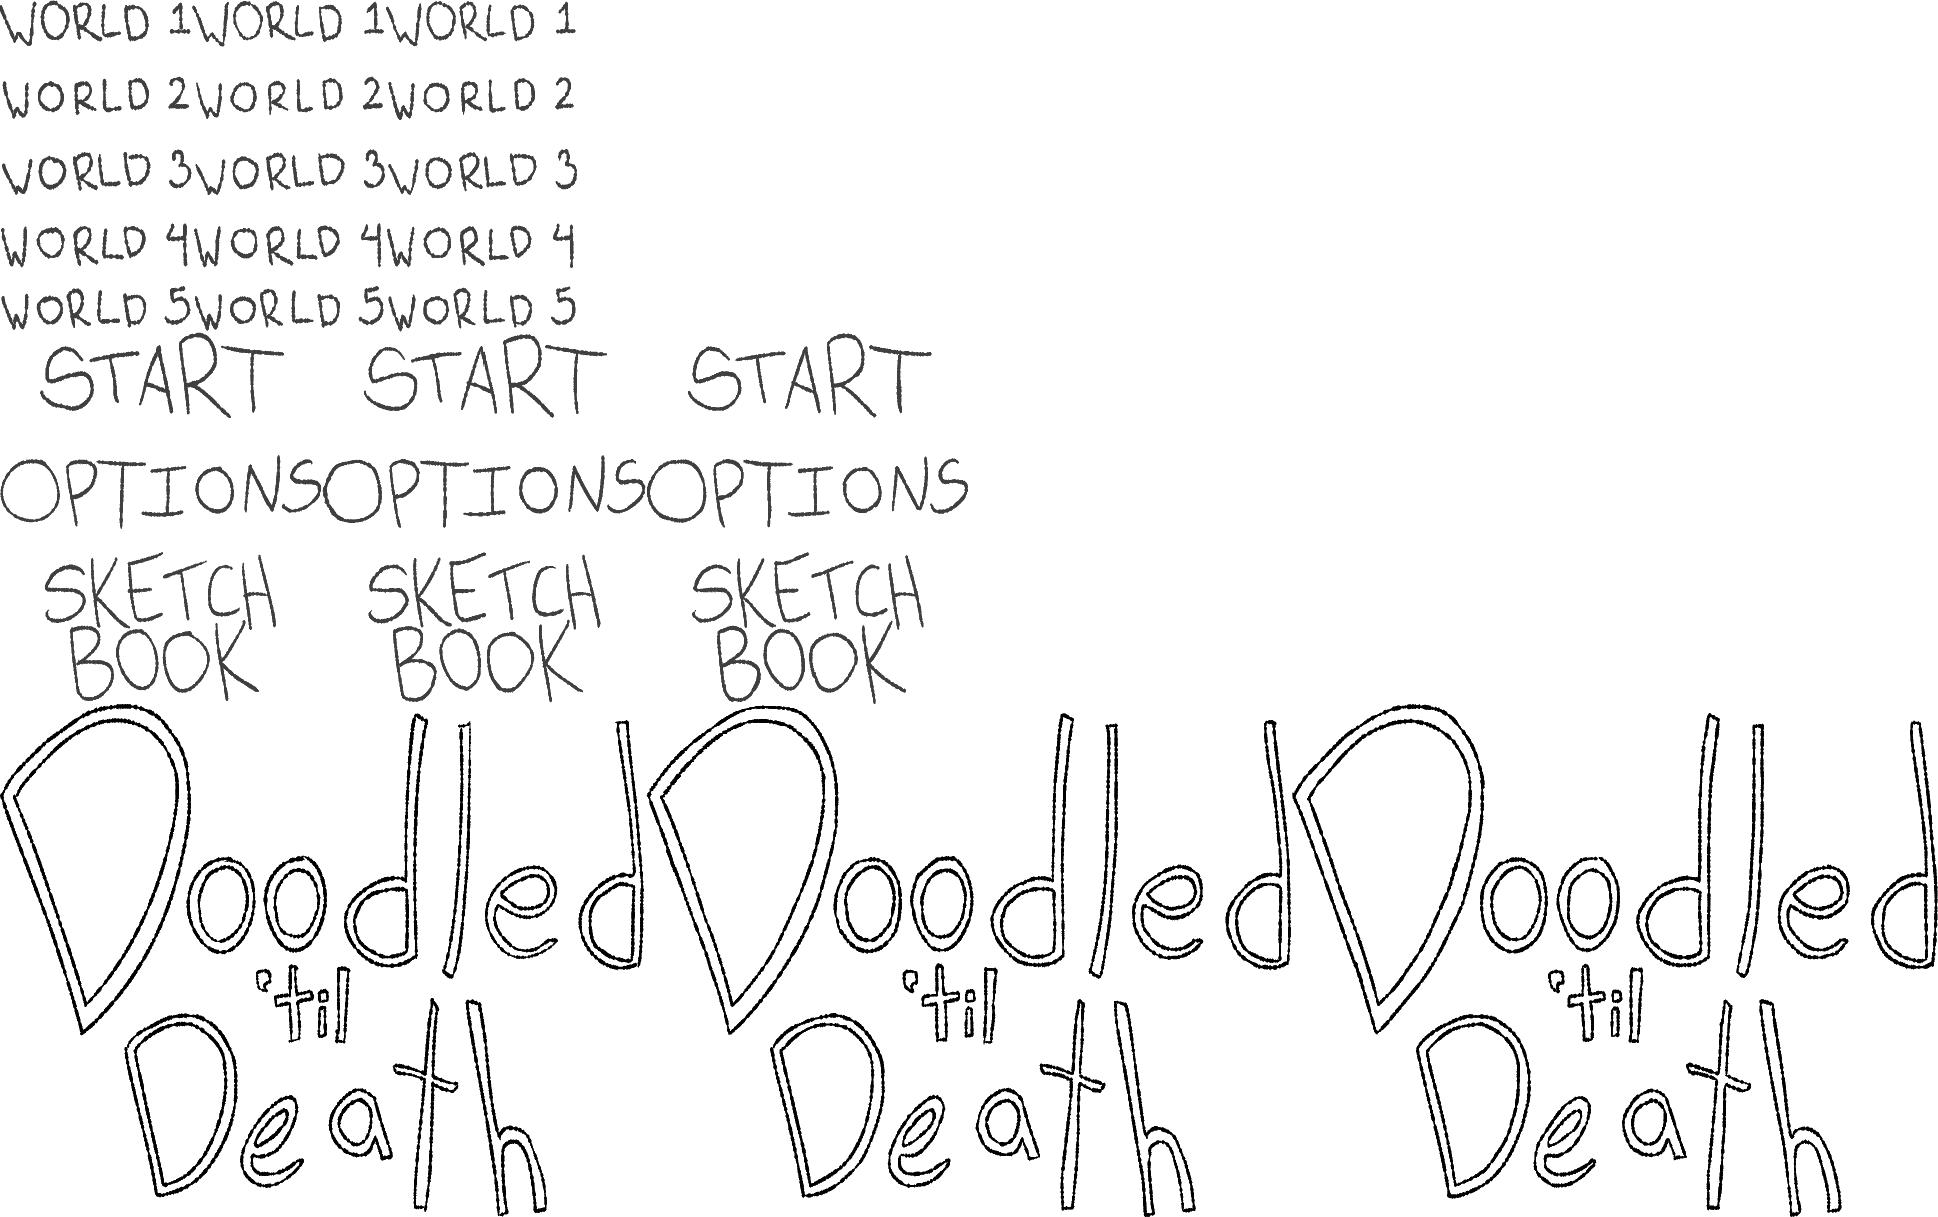 WORLD 1WORLD 1WORLD 1
WORLD 2WORLD 2WORLD 2
WORLD 3WORLD 3WORLD 3
WORLD 4WORLD 4WORLD 4
WORLD 5WORLD 5WORLD 5
START START START
OPTIONSOPTIONSOPTIONS
SKETCH SKETCH SKETCH
BOOK BOOK BOOK
Doodled Doodled Doodled
'til 'til 'til
Death Death Death